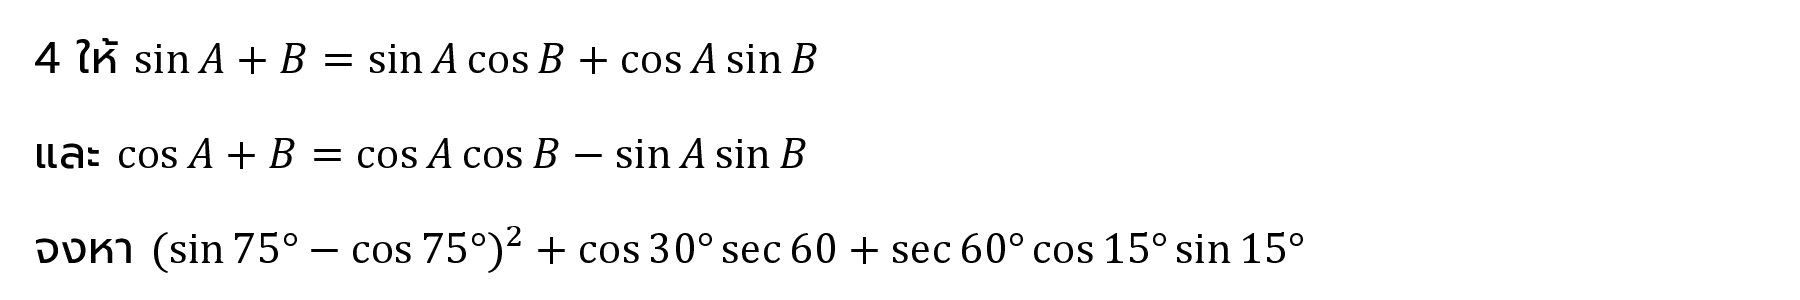 4 ให้ sin A + B = sin A cos B + cos A sin B
และ cos A + B = cos A cos B − sin A sin B
จงหา (sin 75° − cos 75°)² + cos 30° sec 60 + sec 60° cos 15° sin 15°